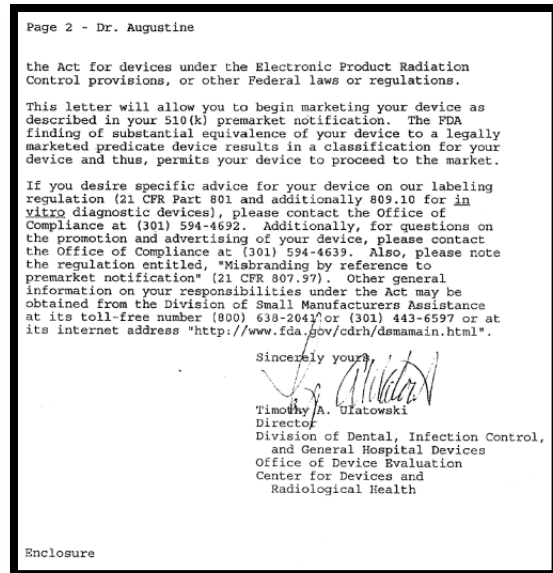 Page 2 - Dr. Augustine
the Act for devices under the Electronic Product Radiation
Control provisions, or other Federal laws or regulations.
This letter will allow you to begin marketing your device as
described in your 510(k) premarket notification. The FDA
finding of substantial equivalence of your device to a legally
marketed predicate device results in a classification for your
device and thus, permits your device to proceed to the market.
If you desire specific advice for your device on our labeling
regulation (21 CFR Part 801 and additionally 809.10 for in
vitro diagnostic devices), please contact the Office of
Compliance at (301) 594-4692. Additionally, for questions on
the promotion and advertising of your device, please contact
the Office of Compliance at (301) 594-4639. Also, please note
the regulation entitled, "Misbranding by reference to
premarket notification" (21 CFR 807.97). Other general
information on your responsibilities under the Act may be
obtained from the Division of Small Manufacturers Assistance
at its toll-free number (800) 638-2041 or (301) 443-6597 or at
its internet address "http://www.fda.gov/cdrh/dsmamain.html".
Sincerely yours,
Timothy A. Ulatowski
Director
Division of Dental, Infection Control,
and General Hospital Devices
Office of Device Evaluation
Center for Devices and
Radiological Health
Enclosure